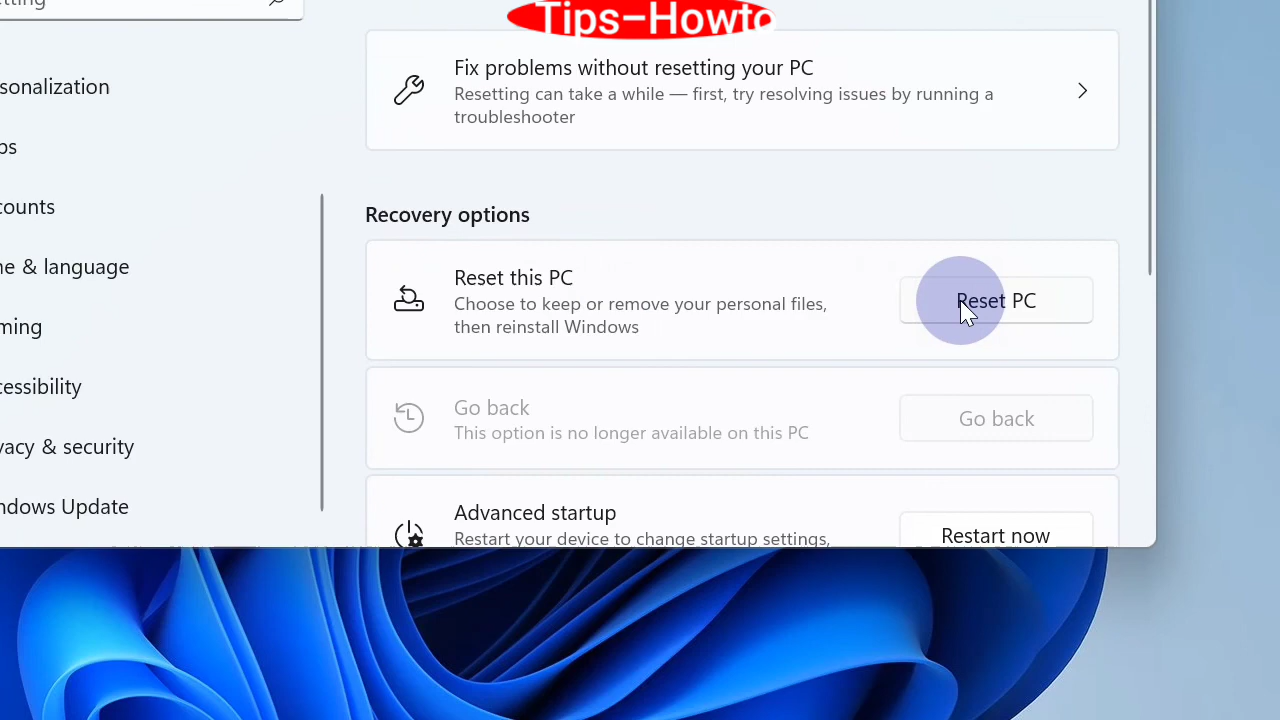 Tips-Howto
Fix problems without resetting your PC
Resetting can take a while — first, try resolving issues by running a
troubleshooter
sonalization
ps
counts
ne & language
ming
cessibility
vacy & security
ndows Update
Recovery options
Reset this PC
Choose to keep or remove your personal files,
then reinstall Windows
Reset PC
Go back
This option is no longer available on this PC
Go back
Advanced startup
Restart your device to change startup settings,
Restart now